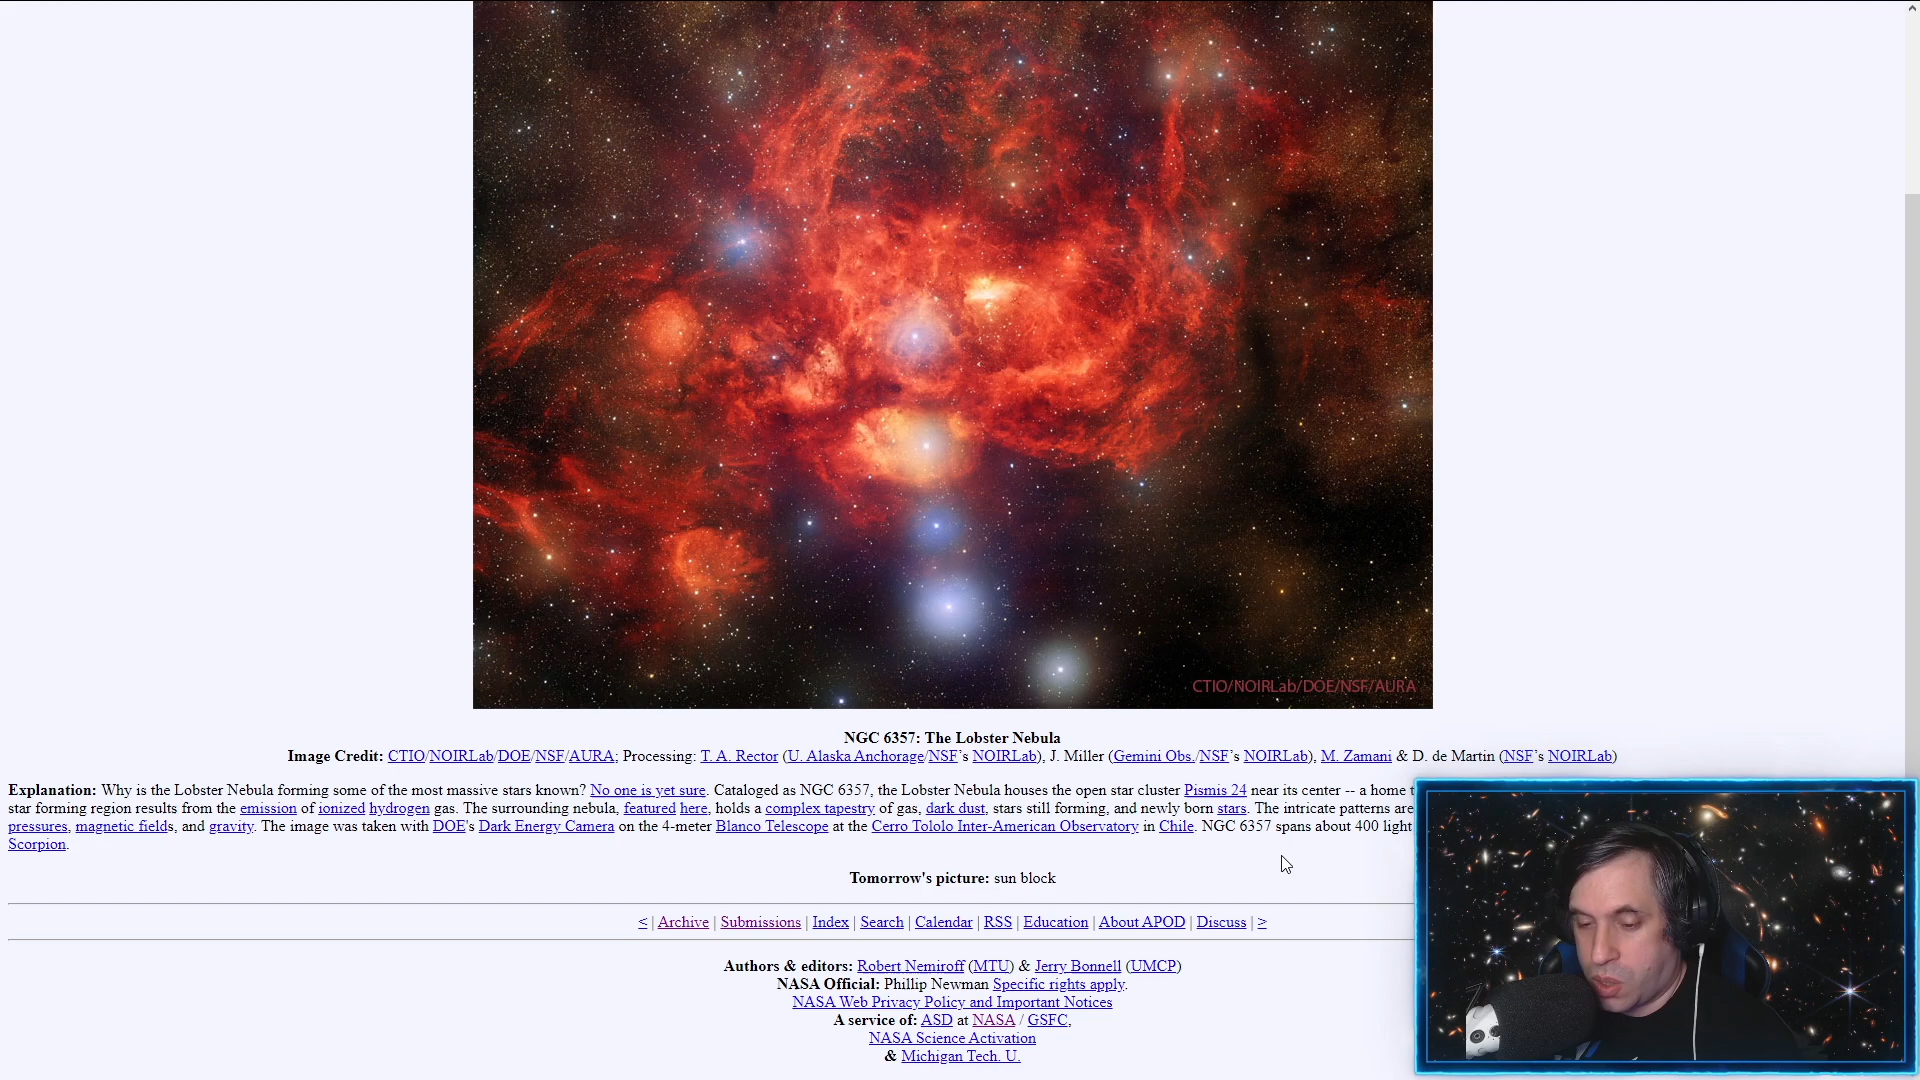 CTIO/NOIRLab/DOE/NSF/AURA
NGC 6357: The Lobster Nebula
Image Credit: CTIO/NOIRLab/DOE/NSF/AURA; Processing: T. A. Rector (U. Alaska Anchorage/NSF's NOIRLab), J. Miller (Gemini Obs./NSF's NOIRLab), M. Zamani & D. de Martin (NSF's NOIRLab)
Explanation: Why is the Lobster Nebula forming some of the most massive stars known? No one is yet sure. Cataloged as NGC 6357, the Lobster Nebula houses the open star cluster Pismis 24 near its center -- a home
star forming region results from the emission of ionized hydrogen gas. The surrounding nebula, featured here, holds a complex tapestry of gas, dark dust, stars still forming, and newly born stars. The intricate patterns are
pressures, magnetic fields, and gravity. The image was taken with DOE's Dark Energy Camera on the 4-meter Blanco Telescope at the Cerro Tololo Inter-American Observatory in Chile. NGC 6357 spans about 400 light
Scorpion.
Tomorrow's picture: sun block
< | Archive | Submissions | Index | Search | Calendar | RSS | Education | About APOD | Discuss | >
Authors & editors: Robert Nemiroff (MTU) & Jerry Bonnell (UMCP)
NASA Official: Phillip Newman Specific rights apply.
NASA Web Privacy Policy and Important Notices
A service of: ASD at NASA / GSFC,
NASA Science Activation
& Michigan Tech. U.